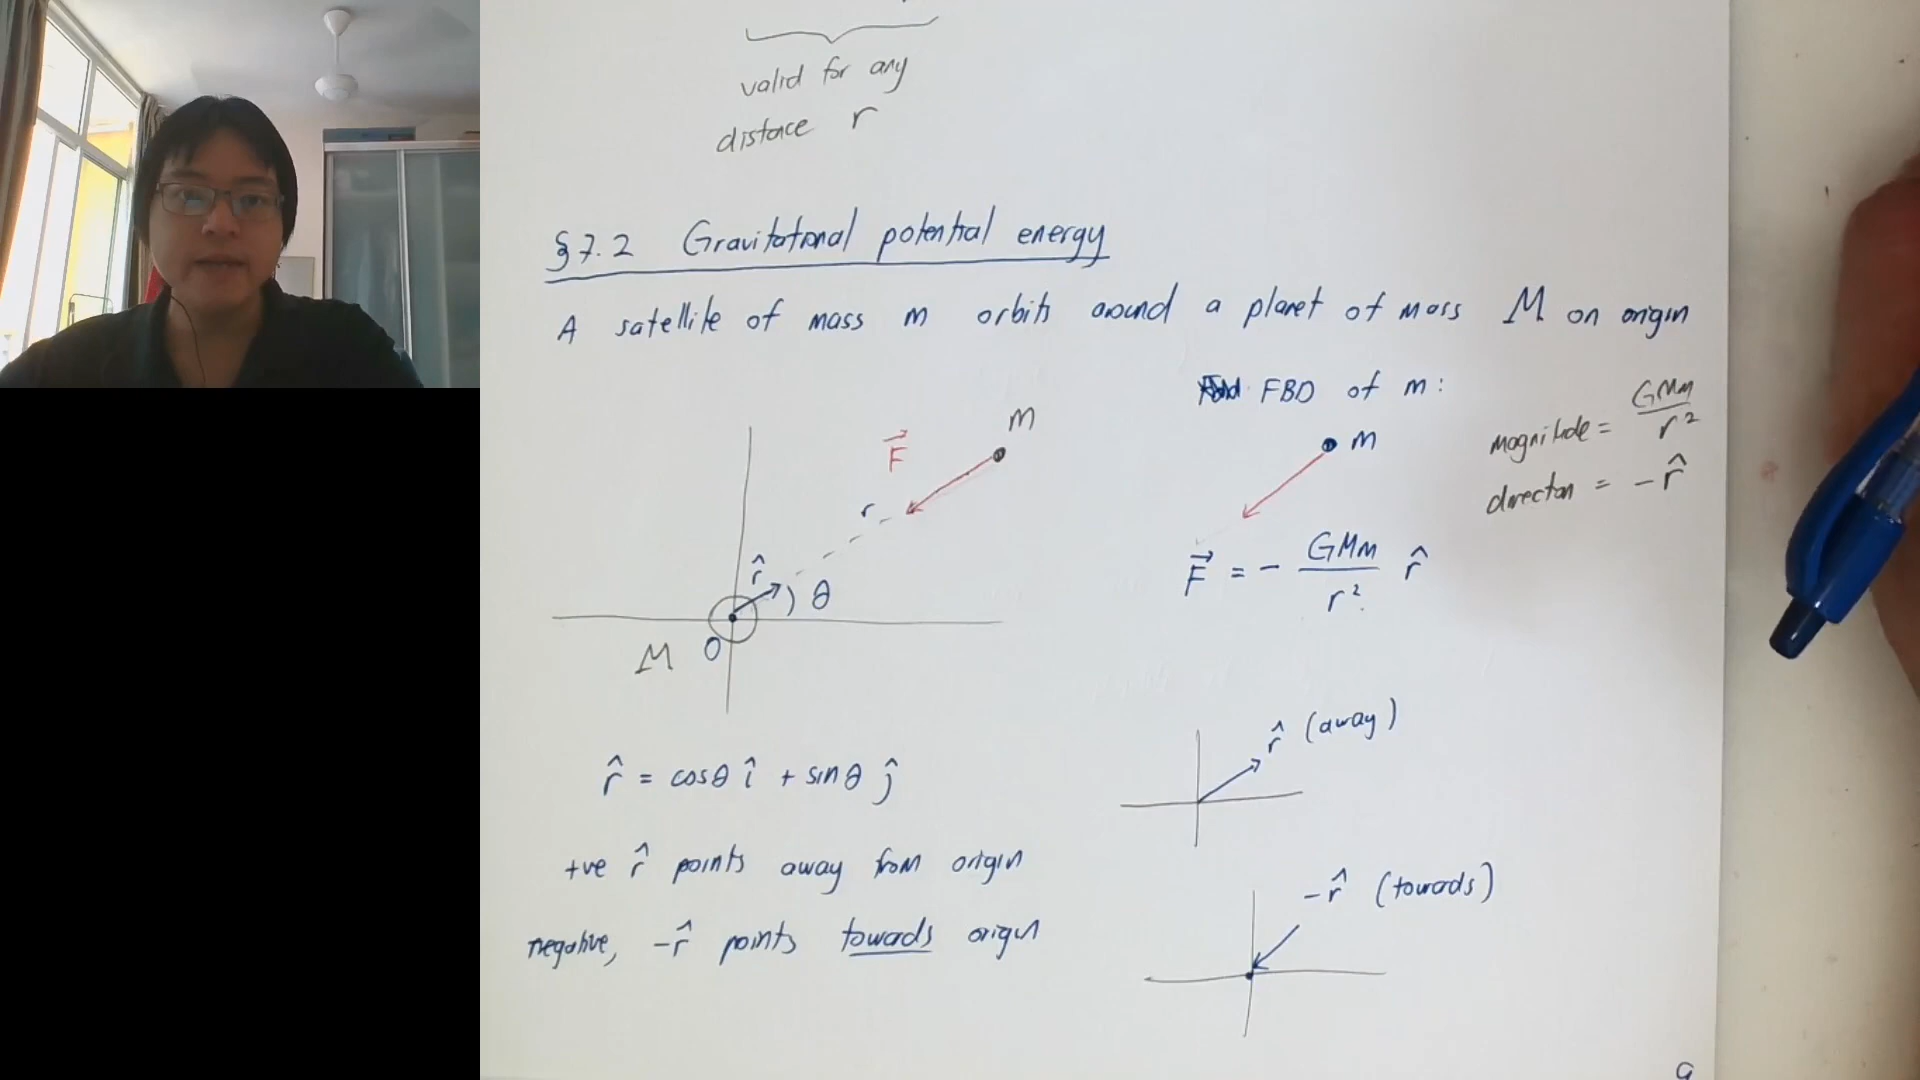 valid for any
distance r
§7.2 Gravitational potential energy
A satellite of mass m orbits around a planet of mass M on origin
FBD of m:
m
F⃗
r
r̂
θ
M
O
m
magnitude = GMm / r²
direction = -r̂
F⃗ = - GMm / r² r̂
r̂ = cosθ î + sinθ ĵ
+ve r̂ points away from origin
negative, -r̂ points towards origin
r̂ (away)
-r̂ (towards)